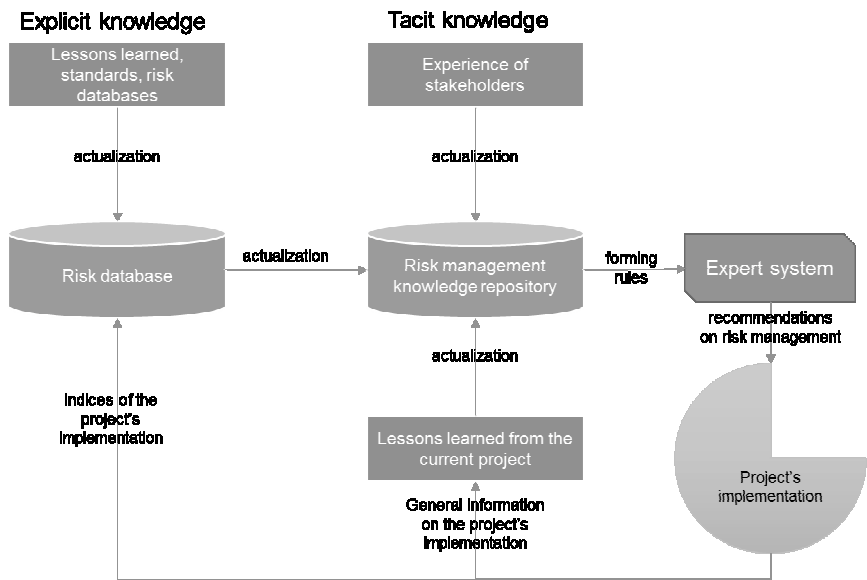 Explicit knowledge
Tacit knowledge
Lessons learned,
standards, risk
databases
Experience of
stakeholders
actualization
actualization
Risk database
actualization
Risk management
knowledge repository
forming
rules
Expert system
recommendations
on risk management
actualization
Indices of the
project's
implementation
Lessons learned from the
current project
Project's
implementation
General information
on the project's
implementation